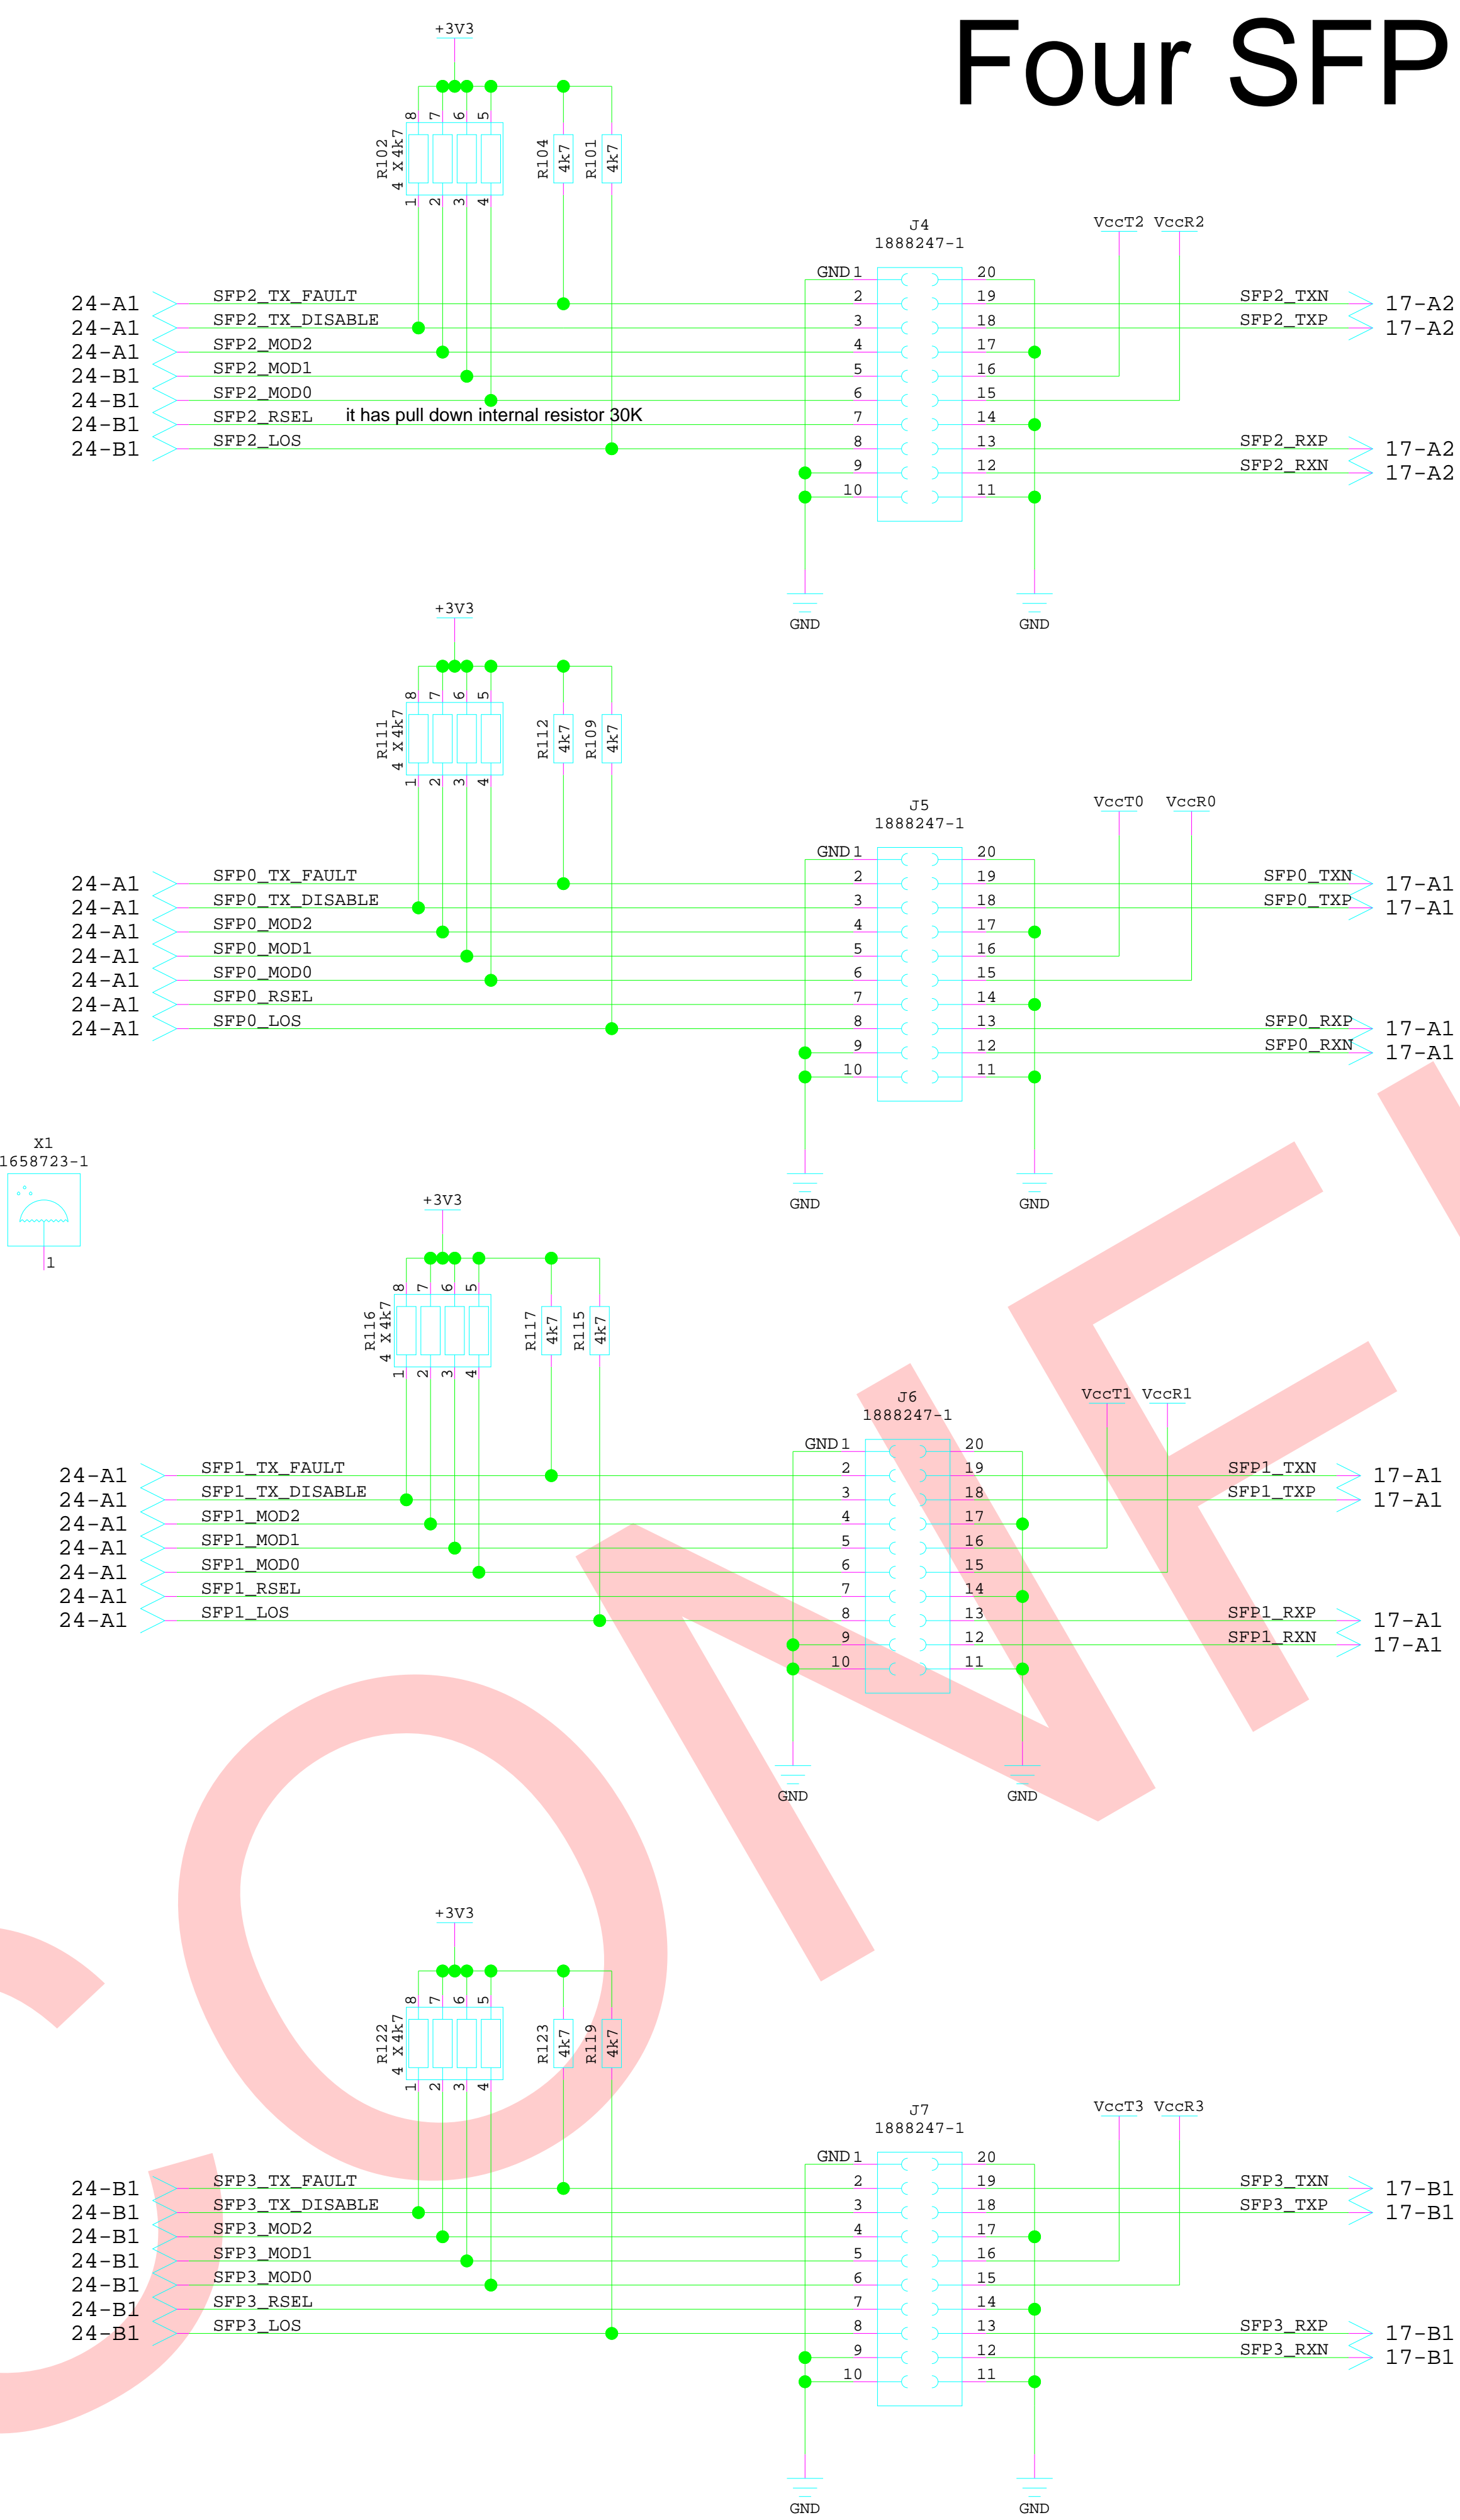 Four SFP
+3V3
8 7 6 5
R102
4 X 4k7
R104
4k7
R101
4k7
1 2 3 4
J4
1888247-1
VccT2 VccR2
GND 1 20
24-A1 SFP2_TX_FAULT 2 19 SFP2_TXN 17-A2
24-A1 SFP2_TX_DISABLE 3 18 SFP2_TXP 17-A2
24-A1 SFP2_MOD2 4 17
24-B1 SFP2_MOD1 5 16
24-B1 SFP2_MOD0 6 15
24-B1 SFP2_RSEL it has pull down internal resistor 30K 7 14
24-B1 SFP2_LOS 8 13 SFP2_RXP 17-A2
9 12 SFP2_RXN 17-A2
10 11
GND GND
+3V3
8 7 6 5
R111
4 X 4k7
R112
4k7
R109
4k7
1 2 3 4
J5
1888247-1
VccT0 VccR0
GND 1 20
24-A1 SFP0_TX_FAULT 2 19 SFP0_TXN 17-A1
24-A1 SFP0_TX_DISABLE 3 18 SFP0_TXP 17-A1
24-A1 SFP0_MOD2 4 17
24-A1 SFP0_MOD1 5 16
24-A1 SFP0_MOD0 6 15
24-A1 SFP0_RSEL 7 14
24-A1 SFP0_LOS 8 13 SFP0_RXP 17-A1
9 12 SFP0_RXN 17-A1
10 11
GND GND
X1
1658723-1
1
+3V3
8 7 6 5
R116
4 X 4k7
R117
4k7
R115
4k7
1 2 3 4
J6
1888247-1
VccT1 VccR1
GND 1 20
24-A1 SFP1_TX_FAULT 2 19 SFP1_TXN 17-A1
24-A1 SFP1_TX_DISABLE 3 18 SFP1_TXP 17-A1
24-A1 SFP1_MOD2 4 17
24-A1 SFP1_MOD1 5 16
24-A1 SFP1_MOD0 6 15
24-A1 SFP1_RSEL 7 14
24-A1 SFP1_LOS 8 13 SFP1_RXP 17-A1
9 12 SFP1_RXN 17-A1
10 11
GND GND
+3V3
8 7 6 5
R122
4 X 4k7
R123
4k7
R119
4k7
1 2 3 4
J7
1888247-1
VccT3 VccR3
GND 1 20
24-B1 SFP3_TX_FAULT 2 19 SFP3_TXN 17-B1
24-B1 SFP3_TX_DISABLE 3 18 SFP3_TXP 17-B1
24-B1 SFP3_MOD2 4 17
24-B1 SFP3_MOD1 5 16
24-B1 SFP3_MOD0 6 15
24-B1 SFP3_RSEL 7 14
24-B1 SFP3_LOS 8 13 SFP3_RXP 17-B1
9 12 SFP3_RXN 17-B1
10 11
GND GND